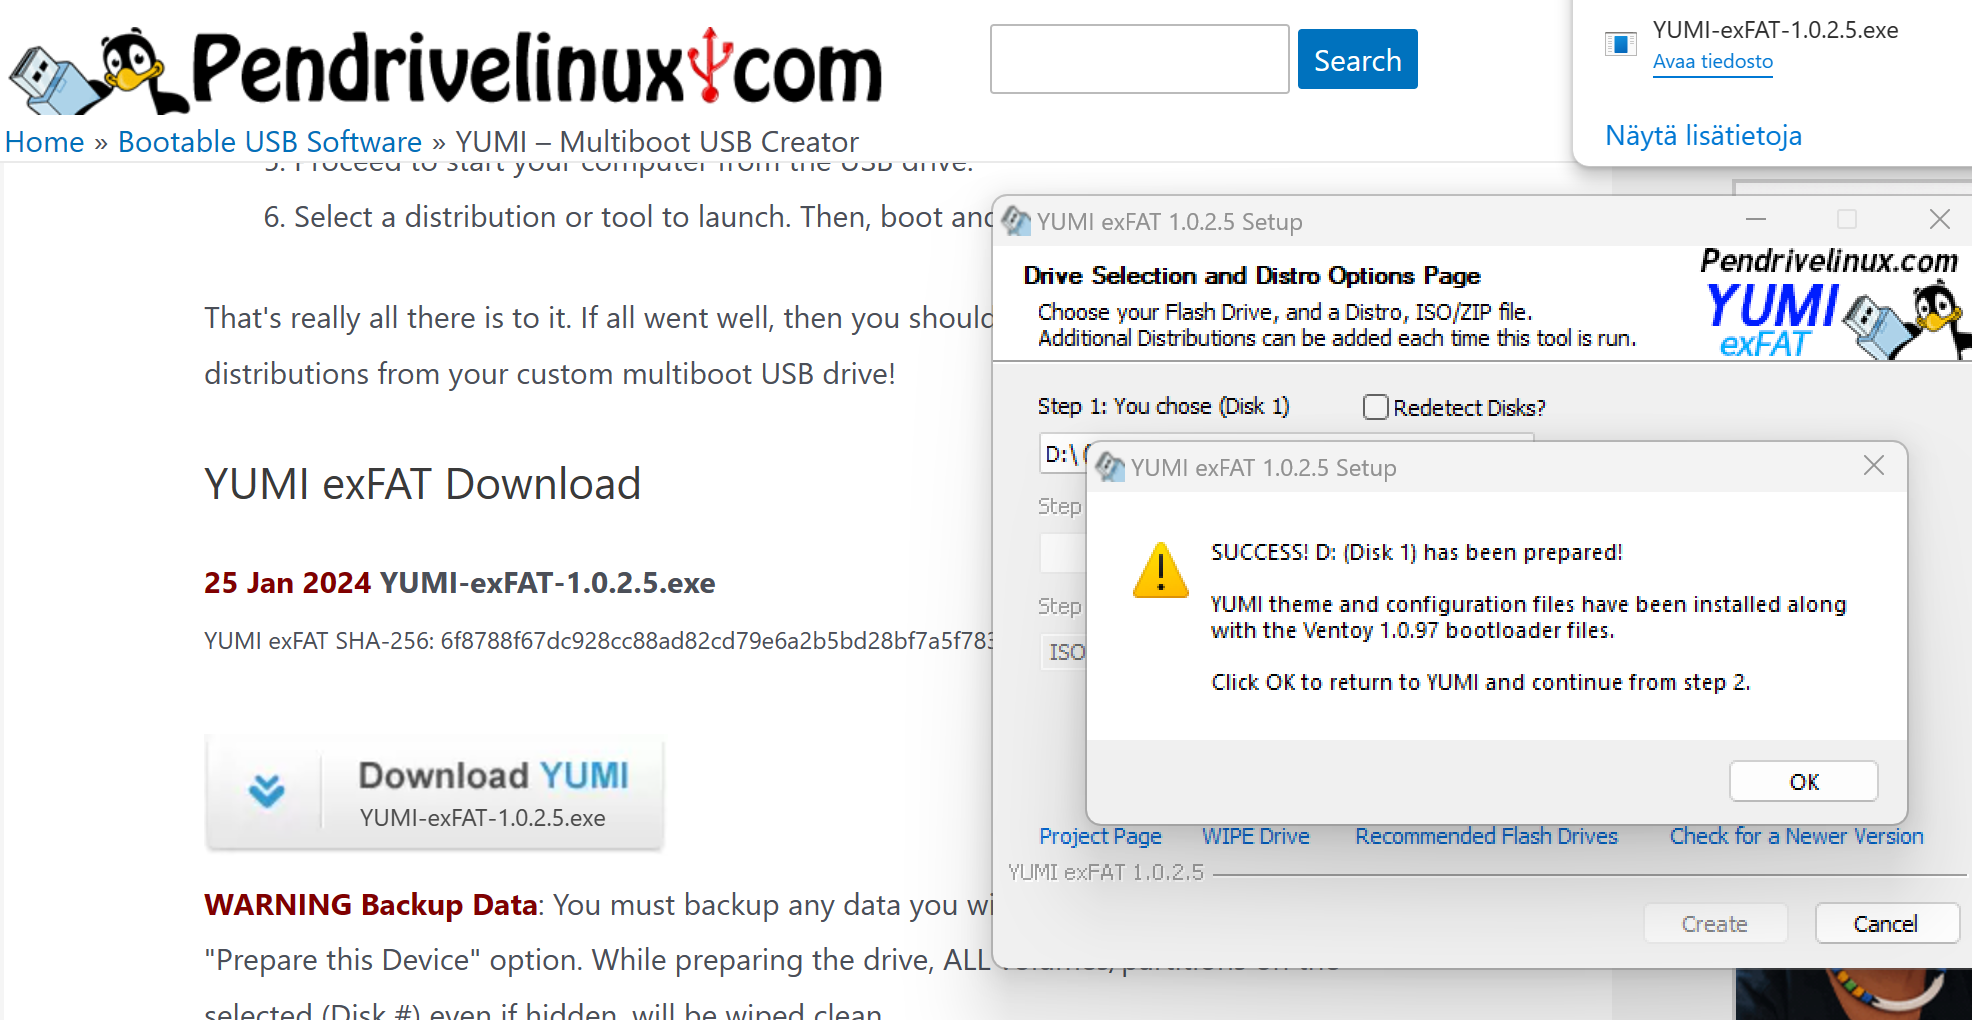 Pendrivelinux.com
Search
YUMI-exFAT-1.0.2.5.exe
Avaa tiedosto
Näytä lisätietoja
Home » Bootable USB Software » YUMI – Multiboot USB Creator
5. Proceed to start your computer from the USB drive.
6. Select a distribution or tool to launch. Then, boot and
That's really all there is to it. If all went well, then you should
distributions from your custom multiboot USB drive!
YUMI exFAT Download
25 Jan 2024 YUMI-exFAT-1.0.2.5.exe
YUMI exFAT SHA-256: 6f8788f67dc928cc88ad82cd79e6a2b5bd28bf7a5f783
Download YUMI
YUMI-exFAT-1.0.2.5.exe
WARNING Backup Data: You must backup any data you wi
"Prepare this Device" option. While preparing the drive, ALL volumes/partitions on the
selected (Disk #) even if hidden, will be wiped clean.
YUMI exFAT 1.0.2.5 Setup
Drive Selection and Distro Options Page
Choose your Flash Drive, and a Distro, ISO/ZIP file.
Additional Distributions can be added each time this tool is run.
Pendrivelinux.com
YUMI
exFAT
Step 1: You chose (Disk 1)
Redetect Disks?
D:\ (
Step
Step
ISO
YUMI exFAT 1.0.2.5 Setup
SUCCESS! D: (Disk 1) has been prepared!
YUMI theme and configuration files have been installed along
with the Ventoy 1.0.97 bootloader files.
Click OK to return to YUMI and continue from step 2.
OK
Project Page
WIPE Drive
Recommended Flash Drives
Check for a Newer Version
YUMI exFAT 1.0.2.5
Create
Cancel